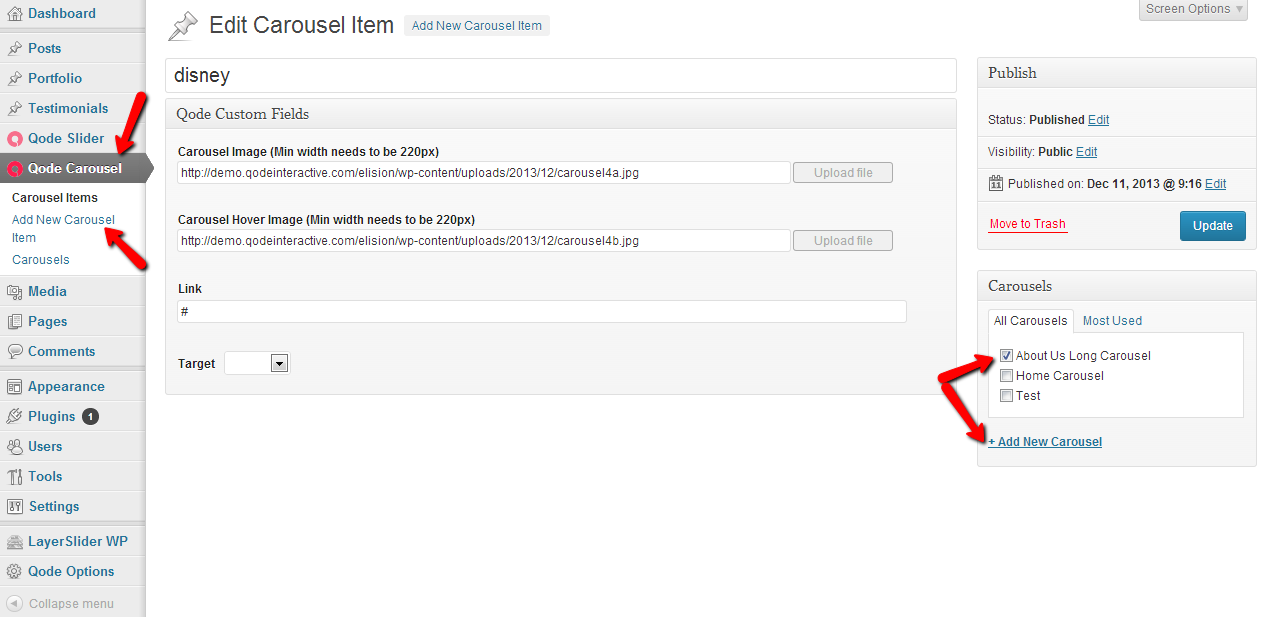 Dashboard
Posts
Portfolio
Testimonials
Qode Slider
Qode Carousel
Carousel Items
Add New Carousel
Item
Carousels
Media
Pages
Comments
Appearance
Plugins 1
Users
Tools
Settings
LayerSlider WP
Qode Options
Collapse menu
Screen Options
Edit Carousel Item Add New Carousel Item
disney
Qode Custom Fields
Carousel Image (Min width needs to be 220px)
http://demo.qodeinteractive.com/elision/wp-content/uploads/2013/12/carousel4a.jpg Upload file
Carousel Hover Image (Min width needs to be 220px)
http://demo.qodeinteractive.com/elision/wp-content/uploads/2013/12/carousel4b.jpg Upload file
Link
#
Target
Publish
Status: Published Edit
Visibility: Public Edit
11 Published on: Dec 11, 2013 @ 9:16 Edit
Move to Trash Update
Carousels
All Carousels Most Used
About Us Long Carousel
Home Carousel
Test
+ Add New Carousel